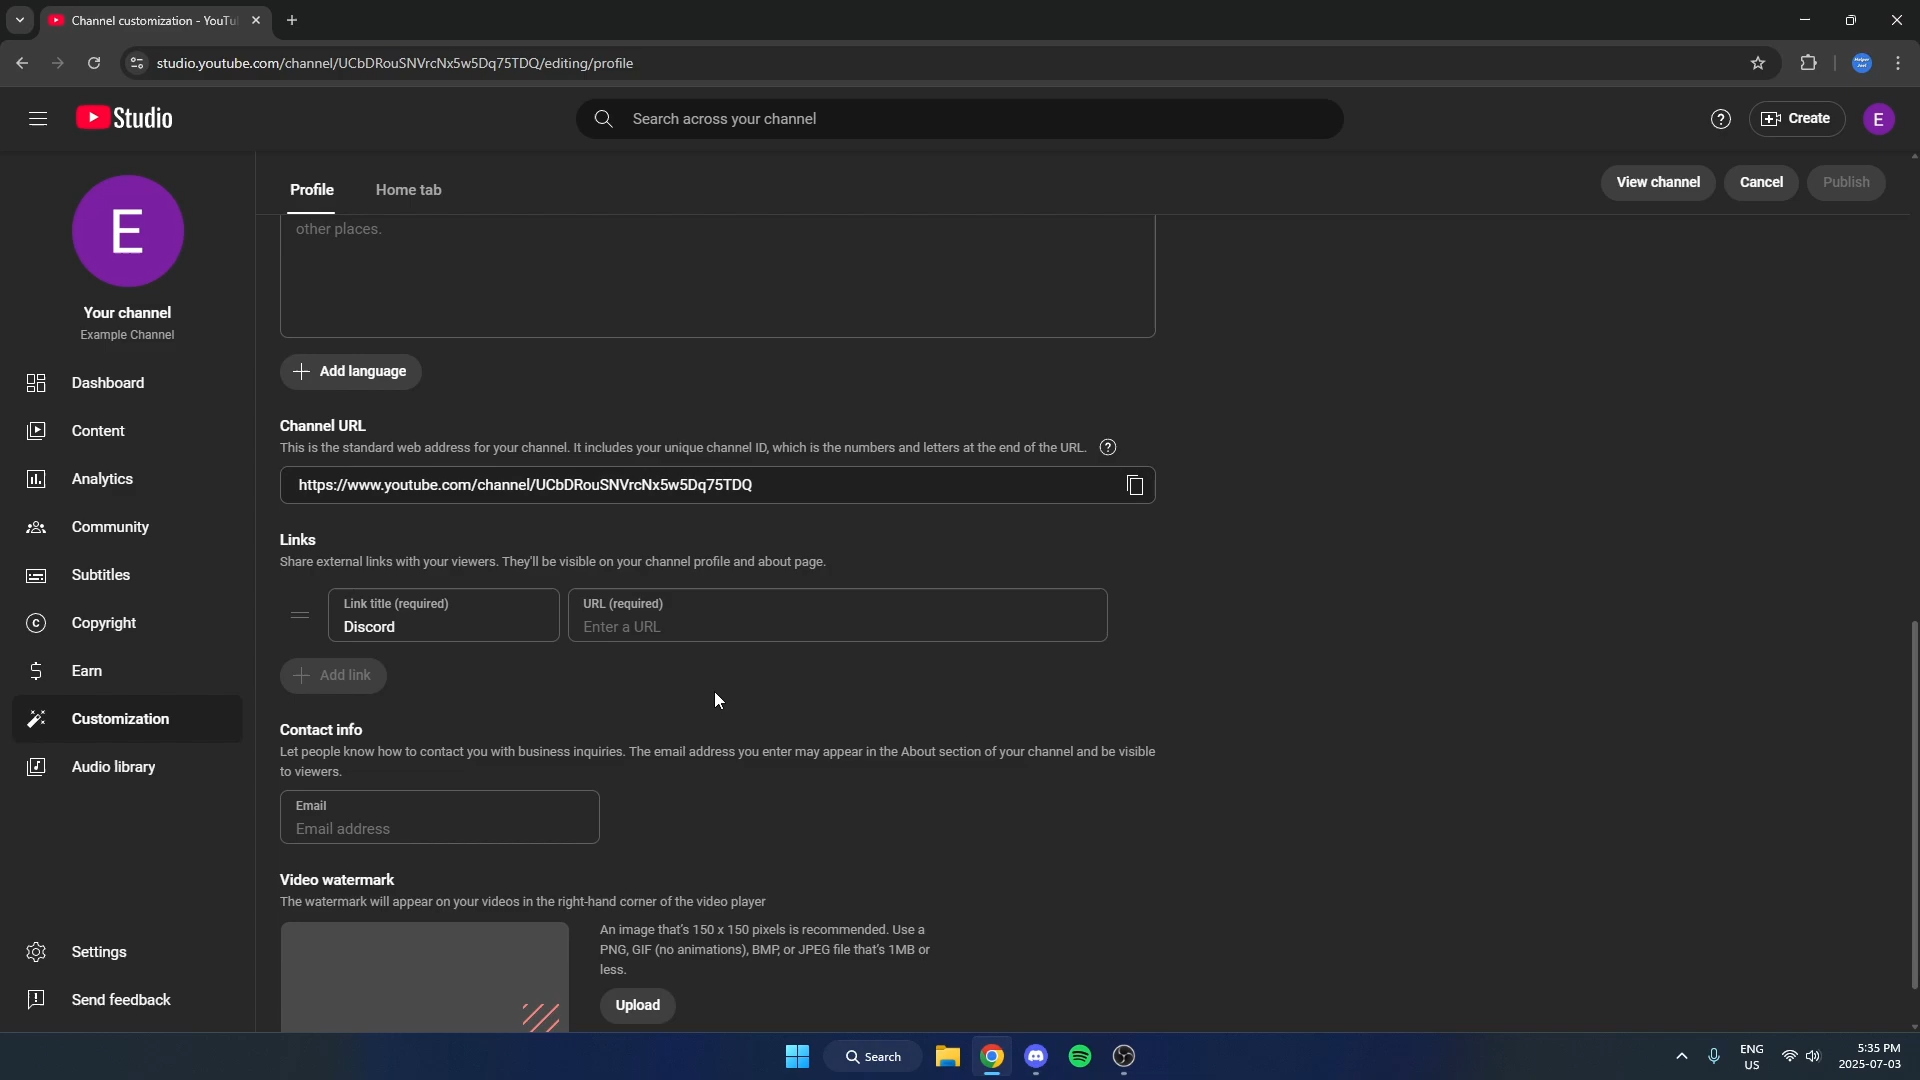 Channel customization - YouTu
studio.youtube.com/channel/UCbDRouSNVrcNx5w5Dq75TDQ/editing/profile
Studio
Search across your channel
Create
E
E
Your channel
Example Channel
Dashboard
Content
Analytics
Community
Subtitles
Copyright
Earn
Customization
Audio library
Settings
Send feedback
Profile
Home tab
View channel
Cancel
Publish
other places.
Add language
Channel URL
This is the standard web address for your channel. It includes your unique channel ID, which is the numbers and letters at the end of the URL.
https://www.youtube.com/channel/UCbDRouSNVrcNx5w5Dq75TDQ
Links
Share external links with your viewers. They'll be visible on your channel profile and about page.
Link title (required)
Discord
URL (required)
Enter a URL
Add link
Contact info
Let people know how to contact you with business inquiries. The email address you enter may appear in the About section of your channel and be visible
to viewers.
Email
Email address
Video watermark
The watermark will appear on your videos in the right-hand corner of the video player
An image that's 150 x 150 pixels is recommended. Use a
PNG, GIF (no animations), BMP, or JPEG file that's 1MB or
less.
Upload
Search
ENG
US
5:35 PM
2025-07-03